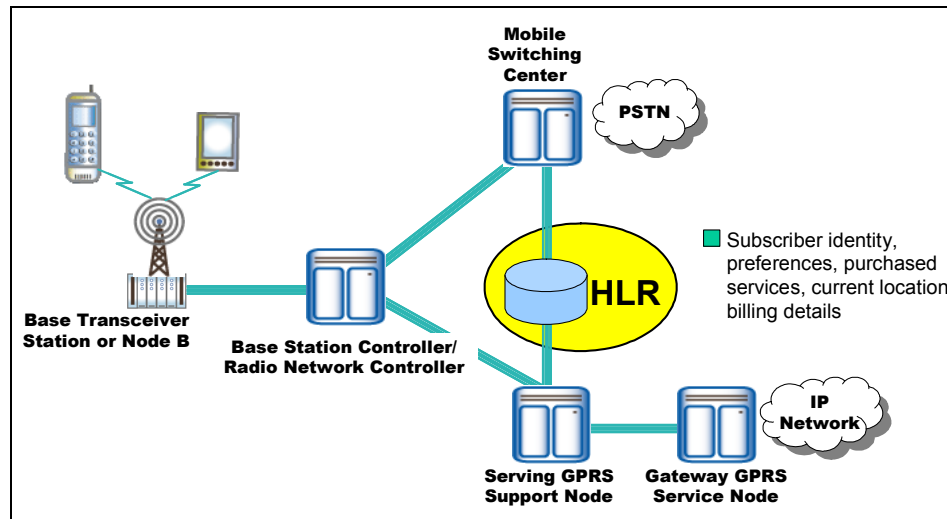 Mobile
Switching
Center
PSTN
HLR
Subscriber identity,
preferences, purchased
services, current location
billing details
Base Transceiver
Station or Node B
Base Station Controller/
Radio Network Controller
IP
Network
Serving GPRS
Support Node
Gateway GPRS
Service Node